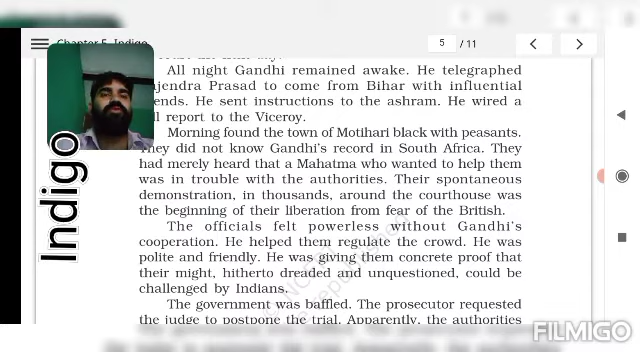 Chapter 5. Indigo
5 / 11
All night Gandhi remained awake. He telegraphed
Rajendra Prasad to come from Bihar with influential
friends. He sent instructions to the ashram. He wired a
full report to the Viceroy.
Morning found the town of Motihari black with peasants.
They did not know Gandhi's record in South Africa. They
had merely heard that a Mahatma who wanted to help them
was in trouble with the authorities. Their spontaneous
demonstration, in thousands, around the courthouse was
the beginning of their liberation from fear of the British.
The officials felt powerless without Gandhi's
cooperation. He helped them regulate the crowd. He was
polite and friendly. He was giving them concrete proof that
their might, hitherto dreaded and unquestioned, could be
challenged by Indians.
The government was baffled. The prosecutor requested
the judge to postpone the trial. Apparently, the authorities
Indigo
FILMIGO